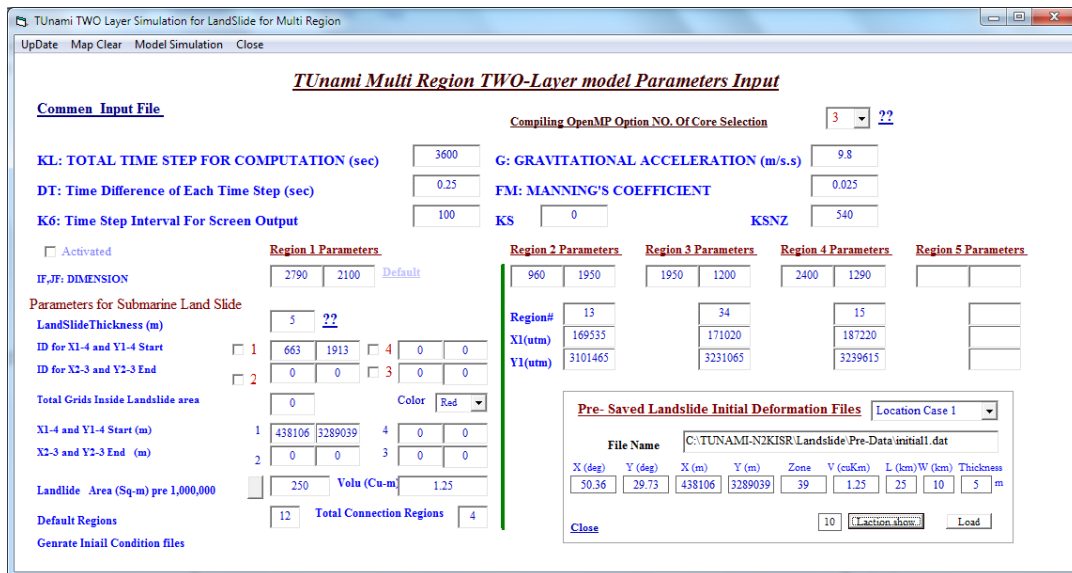 TUnami TWO Layer Simulation for LandSlide for Multi Region
UpDate Map Clear Model Simulation Close
TUnami Multi Region TWO-Layer model Parameters Input
Commen Input File
Compiling OpenMP Option NO. Of Core Selection 3 ??
KL: TOTAL TIME STEP FOR COMPUTATION (sec) 3600 G: GRAVITATIONAL ACCELERATION (m/s.s) 9.8
DT: Time Difference of Each Time Step (sec) 0.25 FM: MANNING'S COEFFICIENT 0.025
K6: Time Step Interval For Screen Output 100 KS 0 KSNZ 540
Activated Region 1 Parameters Region 2 Parameters Region 3 Parameters Region 4 Parameters Region 5 Parameters
IF,JF: DIMENSION 2790 2100 Default 960 1950 1950 1200 2400 1290
Parameters for Submarine Land Slide
LandSlideThickness (m) 5 ?? Region# 13 34 15
X1(utm) 169535 171020 187220
ID for X1-4 and Y1-4 Start 1 663 1913 4 0 0
Y1(utm) 3101465 3231065 3239615
ID for X2-3 and Y2-3 End 2 0 0 3 0 0
Total Grids Inside Landslide area 0 Color Red
Pre- Saved Landslide Initial Deformation Files Location Case 1
X1-4 and Y1-4 Start (m) 1 438106 3289039 4 0 0
File Name C:\TUNAMI-N2KISR\Landslide\Pre-Data\initial1.dat
X2-3 and Y2-3 End (m) 2 0 0 3 0 0
X (deg) Y (deg) X (m) Y (m) Zone V (cuKm) L (km) W (km) Thickness
50.36 29.73 438106 3289039 39 1.25 25 10 5 m
Landlide Area (Sq-m) pre 1,000,000 250 Volu (Cu-m) 1.25
Default Regions 12 Total Connection Regions 4
Close 10 Laction show Load
Genrate Iniail Condition files